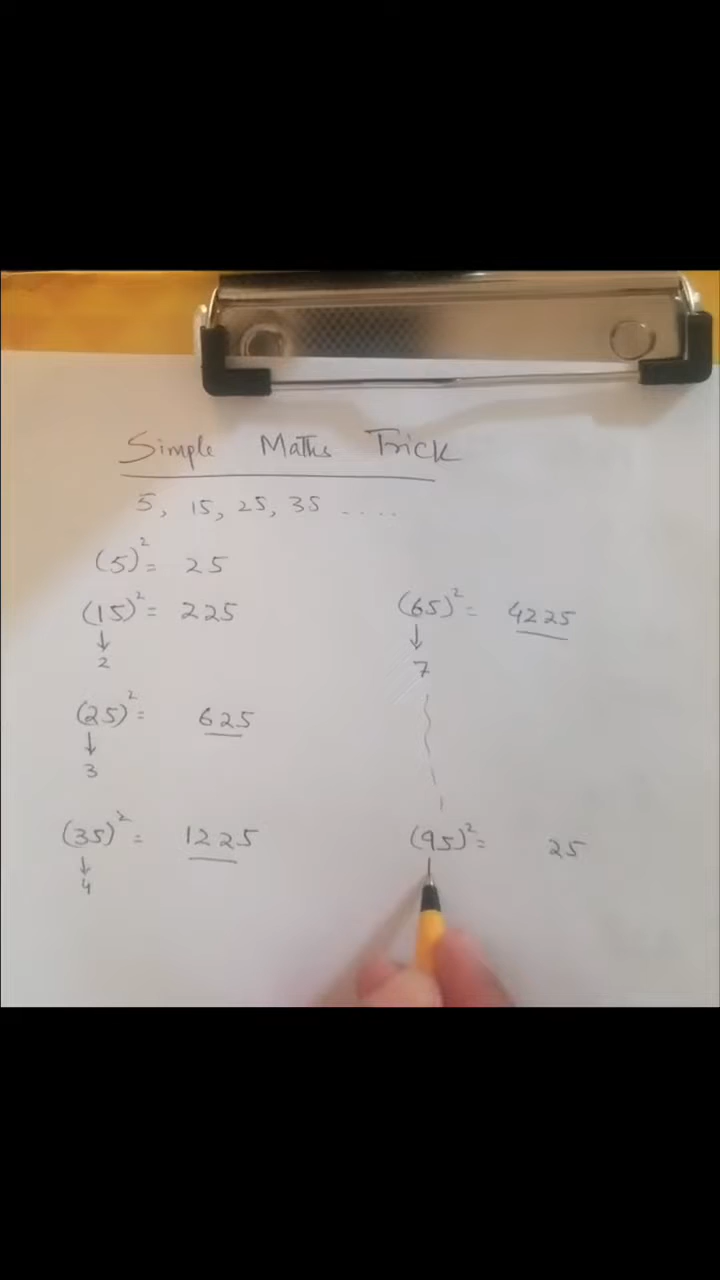 Simple Maths Trick
5, 15, 25, 35 .....
(5)² = 25
(15)² = 225
↓
2
(25)² = 625
↓
3
(35)² = 1225
↓
4
(65)² = 4225
↓
7
(95)² = 25